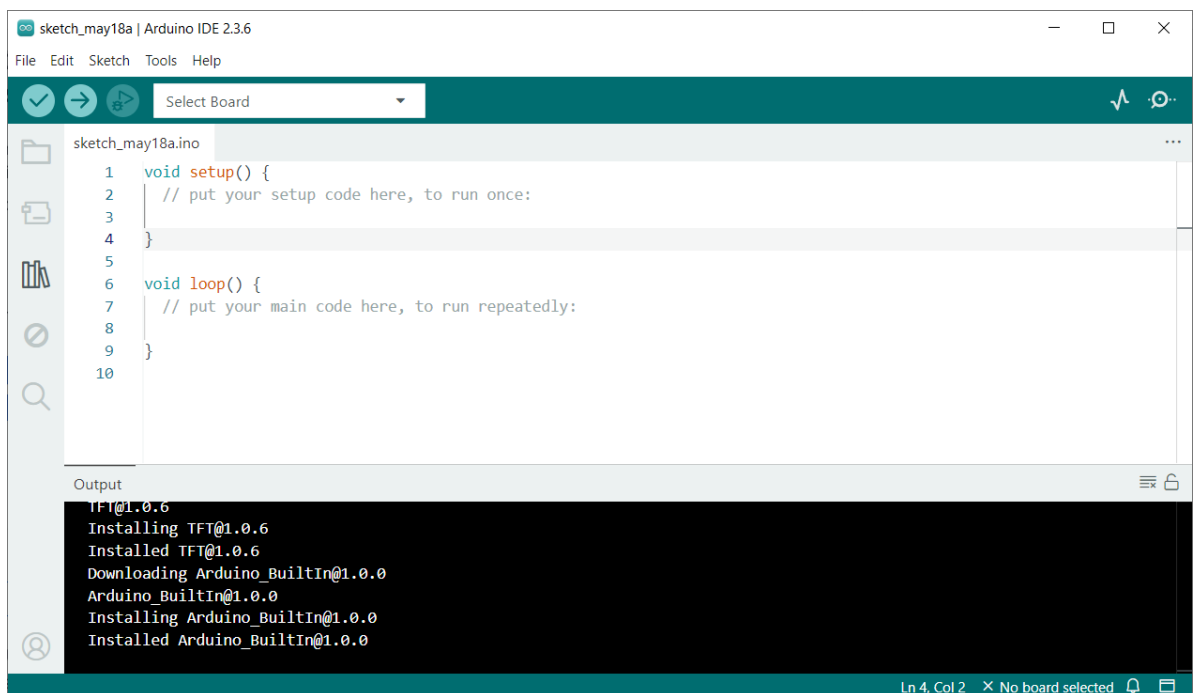 sketch_may18a | Arduino IDE 2.3.6
File Edit Sketch Tools Help
Select Board
sketch_may18a.ino
1 void setup() {
2 // put your setup code here, to run once:
3
4 }
5
6 void loop() {
7 // put your main code here, to run repeatedly:
8
9 }
10
Output
TFT@1.0.6
Installing TFT@1.0.6
Installed TFT@1.0.6
Downloading Arduino_BuiltIn@1.0.0
Arduino_BuiltIn@1.0.0
Installing Arduino_BuiltIn@1.0.0
Installed Arduino_BuiltIn@1.0.0
Ln 4, Col 2 × No board selected